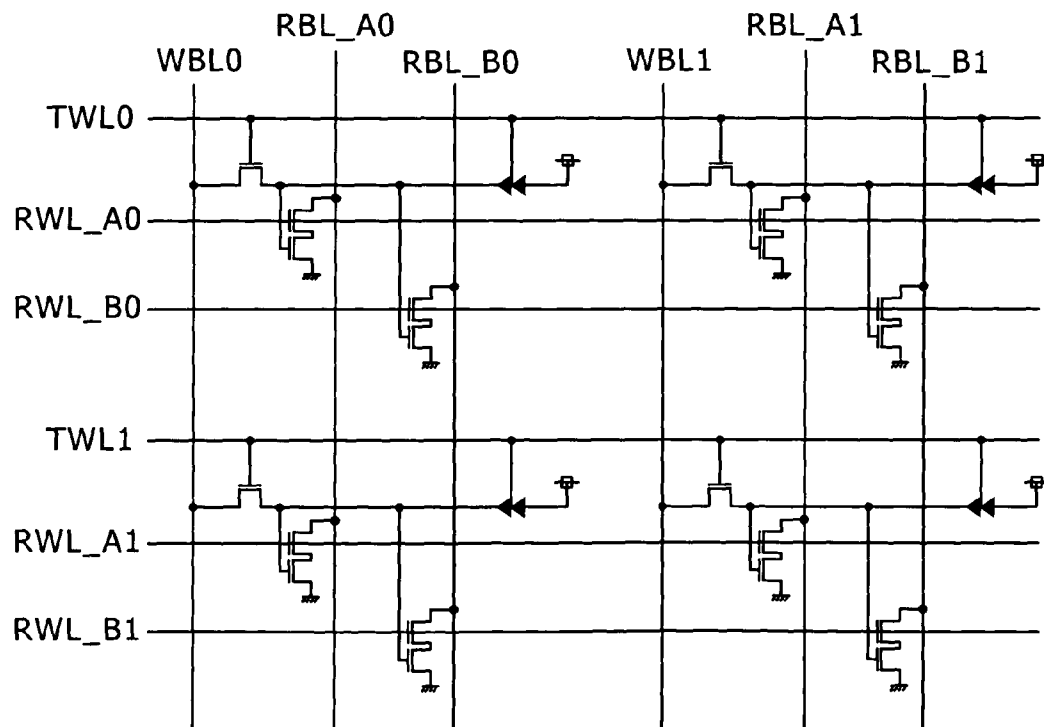 RBL_A0
RBL_A1
WBL0
RBL_B0
WBL1
RBL_B1
TWL0
RWL_A0
RWL_B0
TWL1
RWL_A1
RWL_B1